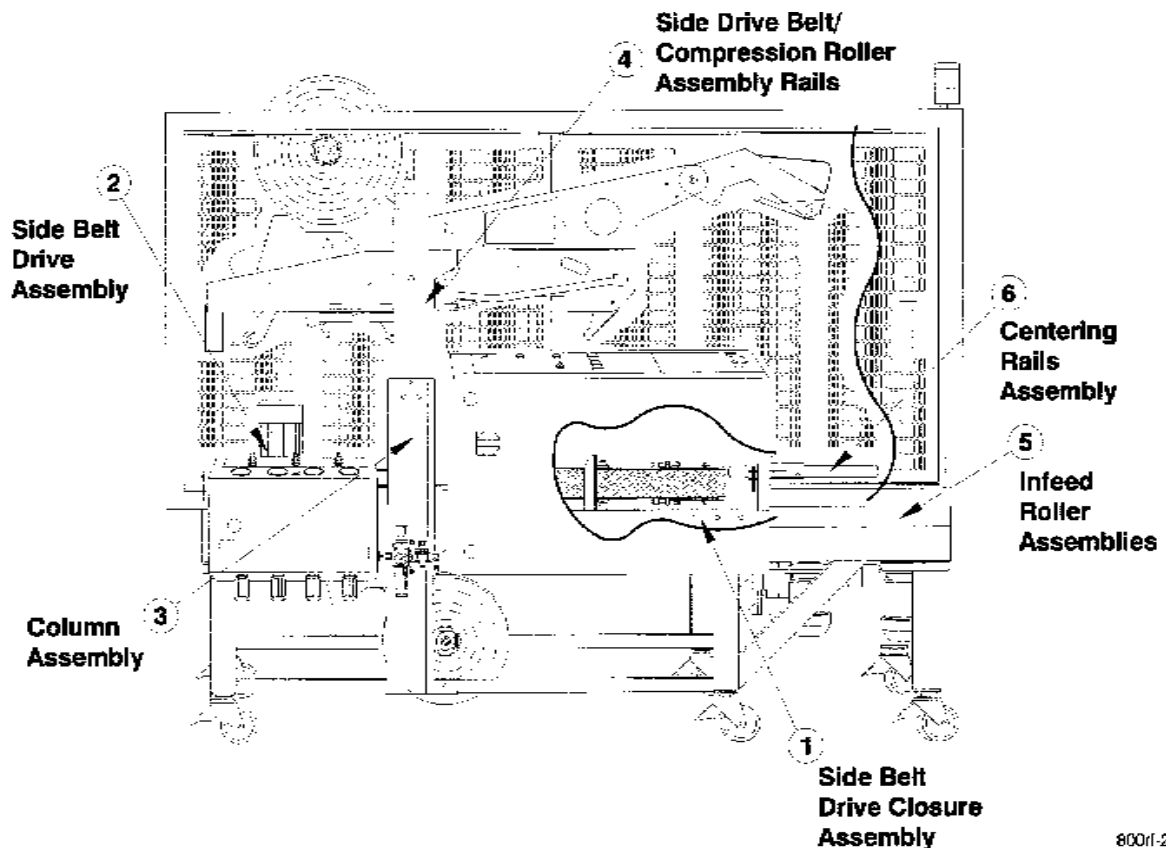 Side Drive Belt/
4
Compression Roller
Assembly Rails
2
Side Belt
Drive
Assembly
6
Centering
Rails
Assembly
5
Infeed
Roller
Assemblies
3
Column
Assembly
1
Side Belt
Drive Closure
Assembly
800rf-2